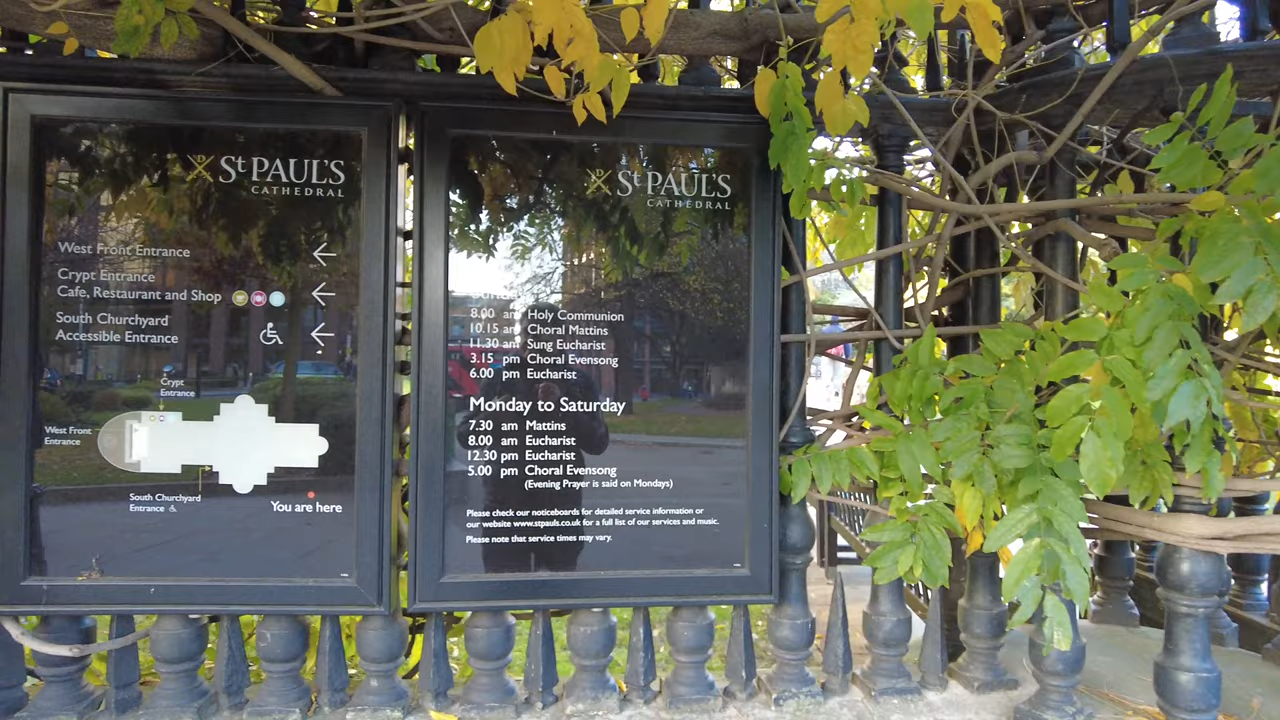 St PAUL'S
CATHEDRAL
West Front Entrance
Crypt Entrance
Cafe, Restaurant and Shop
South Churchyard
Accessible Entrance
Crypt
Entrance
West Front
Entrance
South Churchyard
Entrance
You are here
St PAUL'S
CATHEDRAL
Sunday
8.00 am Holy Communion
10.15 am Choral Mattins
11.30 am Sung Eucharist
3.15 pm Choral Evensong
6.00 pm Eucharist
Monday to Saturday
7.30 am Mattins
8.00 am Eucharist
12.30 pm Eucharist
5.00 pm Choral Evensong
(Evening Prayer is said on Mondays)
Please check our noticeboards for detailed service information or
our website www.stpauls.co.uk for a full list of our services and music.
Please note that service times may vary.